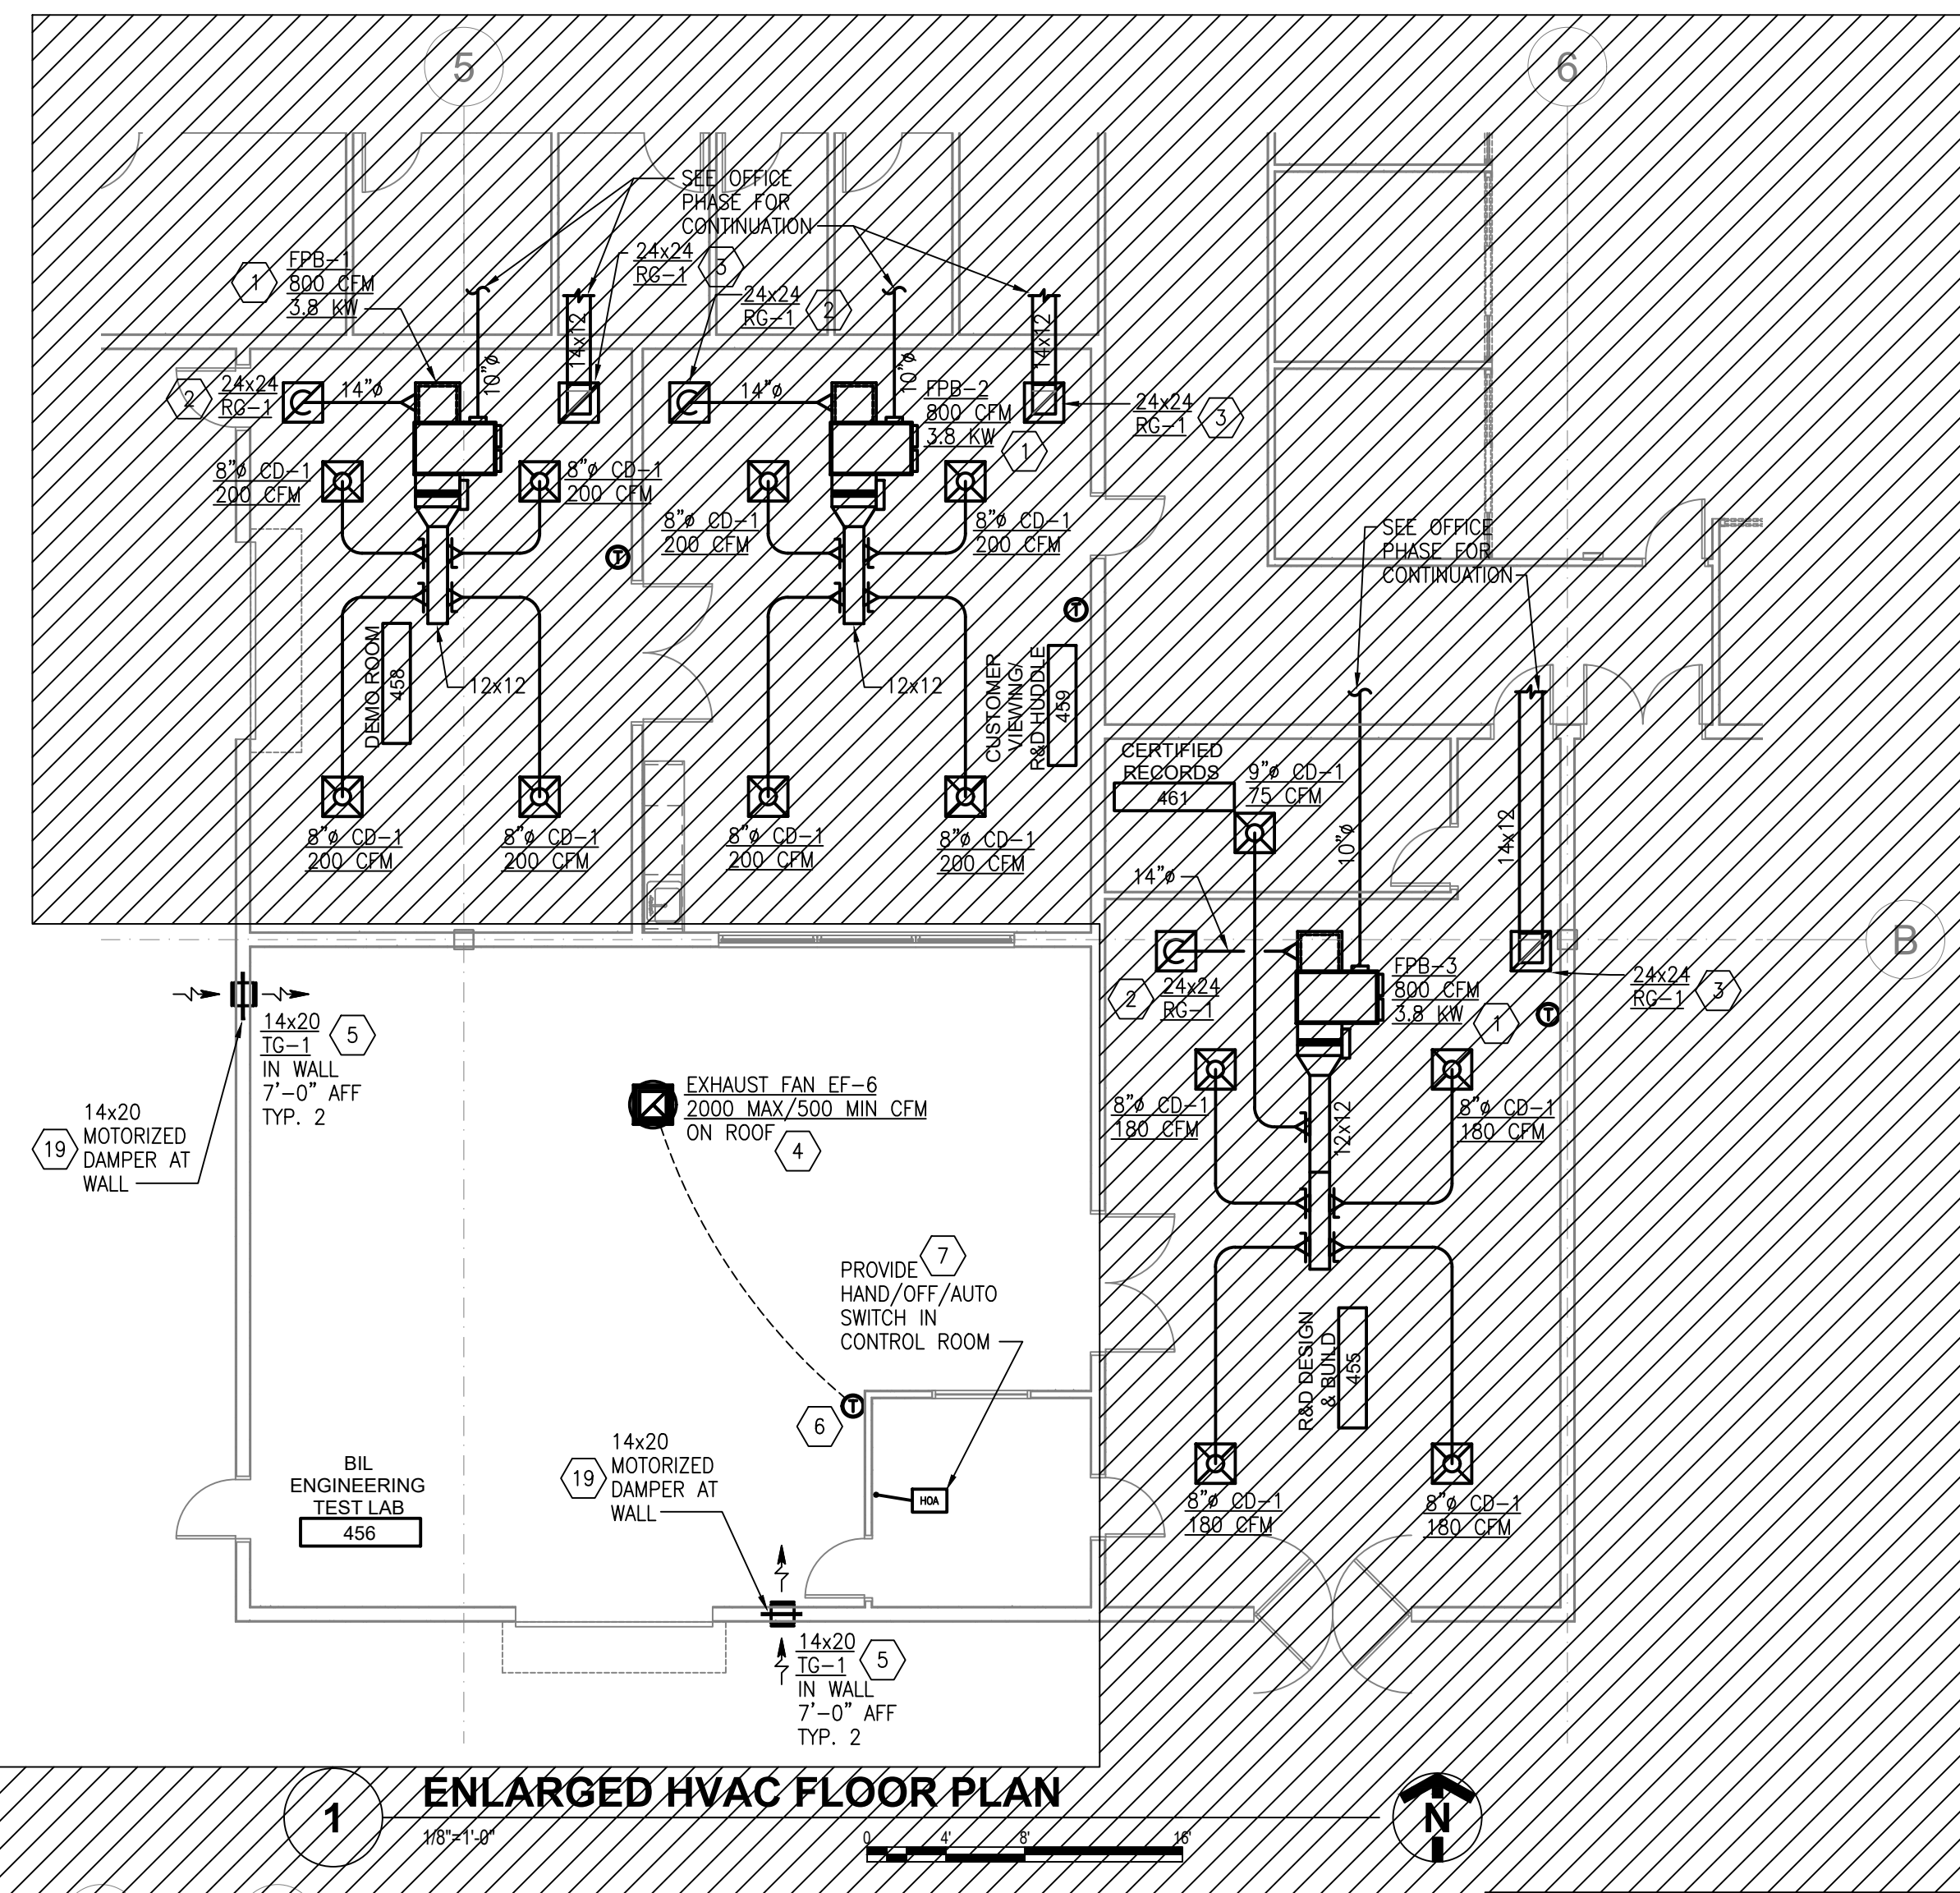 5
6
SEE OFFICE
PHASE FOR
CONTINUATION
1
FPB-1
800 CFM
3.8 KW
24x24
RG-1
3
24x24
RG-1
2
14x12
14x12
10"ø
10"ø
2
24x24
RG-1
14"ø
14"ø
FPB-2
800 CFM
3.8 KW
1
24x24
RG-1
3
8"ø CD-1
200 CFM
8"ø CD-1
200 CFM
8"ø CD-1
200 CFM
8"ø CD-1
200 CFM
T
T
SEE OFFICE
PHASE FOR
CONTINUATION
DEMO ROOM
458
12x12
12x12
CUSTOMER
VIEWING/
R&D HUDDLE
459
8"ø CD-1
200 CFM
8"ø CD-1
200 CFM
8"ø CD-1
200 CFM
8"ø CD-1
200 CFM
CERTIFIED
RECORDS
461
9"ø CD-1
75 CFM
10"ø
14x12
14"ø
B
2
24x24
RG-1
FPB-3
800 CFM
3.8 KW
1
T
24x24
RG-1
3
14x20
TG-1
5
IN WALL
7'-0" AFF
TYP. 2
19
14x20
MOTORIZED
DAMPER AT
WALL
EXHAUST FAN EF-6
2000 MAX/500 MIN CFM
ON ROOF
4
8"ø CD-1
180 CFM
12x12
8"ø CD-1
180 CFM
7
PROVIDE
HAND/OFF/AUTO
SWITCH IN
CONTROL ROOM
R&D DESIGN
& BUILD
455
T
6
BIL
ENGINEERING
TEST LAB
456
19
14x20
MOTORIZED
DAMPER AT
WALL
HOA
8"ø CD-1
180 CFM
8"ø CD-1
180 CFM
14x20
TG-1
5
IN WALL
7'-0" AFF
TYP. 2
1
ENLARGED HVAC FLOOR PLAN
1/8"=1'-0"
0 4' 8' 16'
N